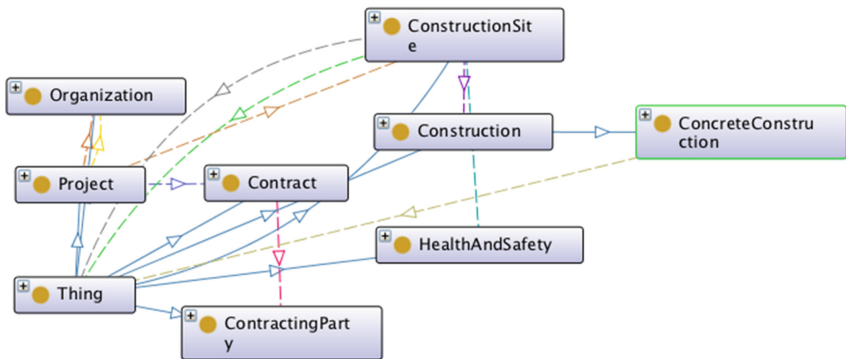 ConstructionSit
e
Organization
Construction
ConcreteConstru
ction
Project
Contract
HealthAndSafety
Thing
ContractingPart
y